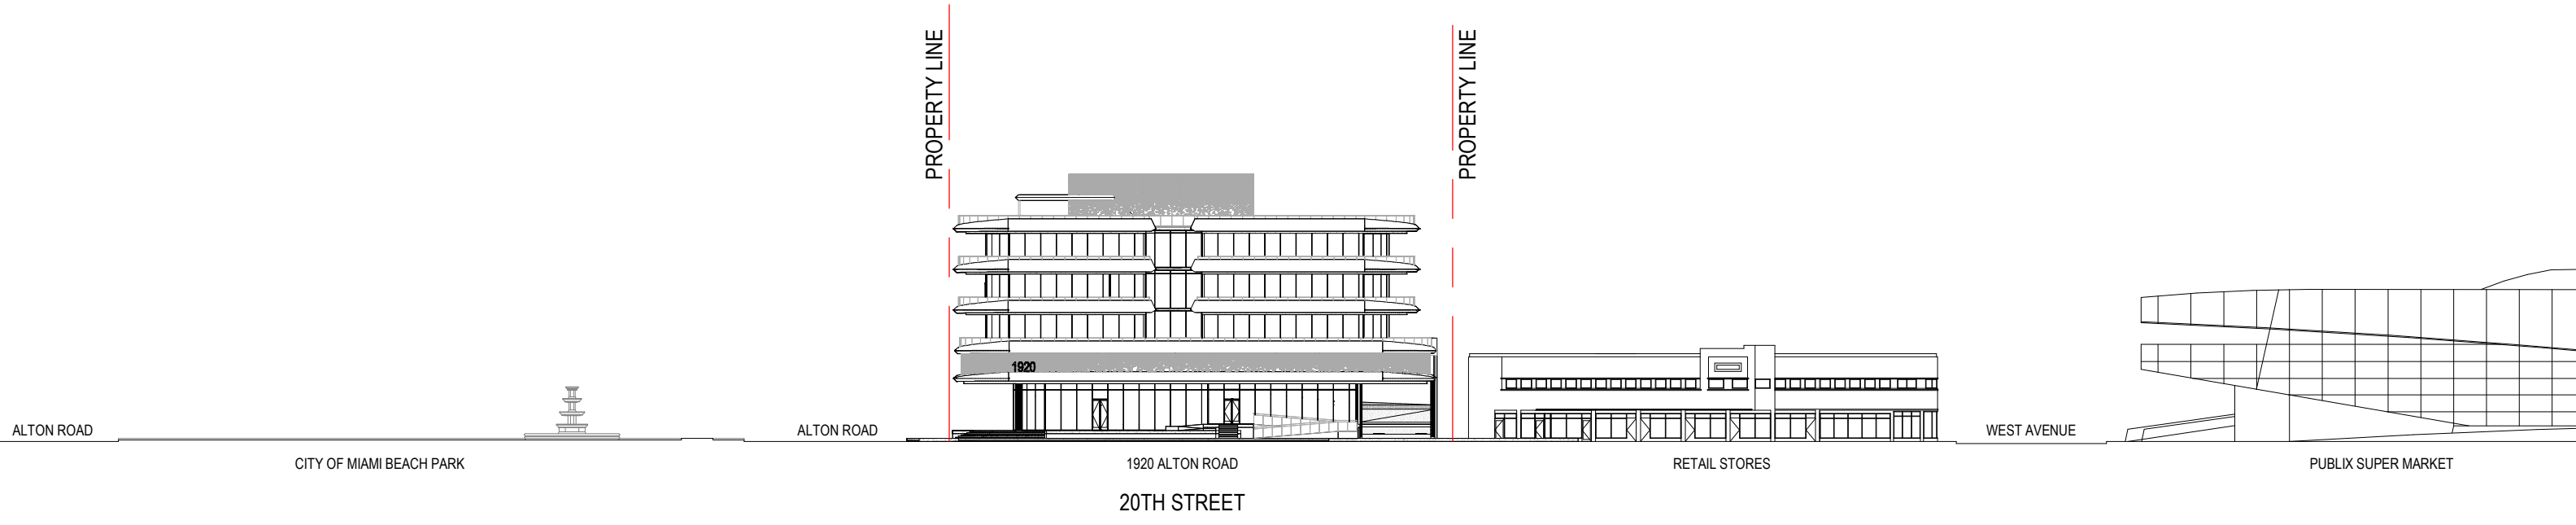 PROPERTY LINE
PROPERTY LINE
1920
ALTON ROAD
ALTON ROAD
WEST AVENUE
CITY OF MIAMI BEACH PARK
1920 ALTON ROAD
RETAIL STORES
PUBLIX SUPER MARKET
20TH STREET